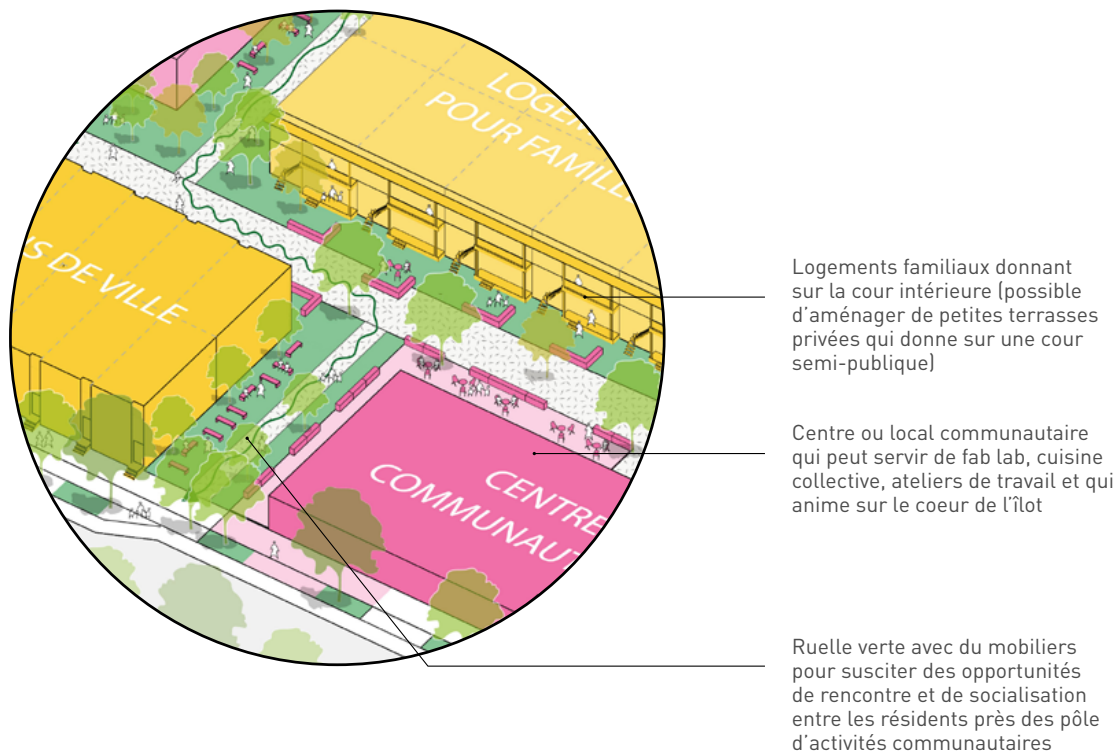 LOGEM
POUR FAMILL
IS DE VILLE
CENTRE
COMMUNAUT
Logements familiaux donnant
sur la cour intérieure (possible
d'aménager de petites terrasses
privées qui donne sur une cour
semi-publique)
Centre ou local communautaire
qui peut servir de fab lab, cuisine
collective, ateliers de travail et qui
anime sur le coeur de l'îlot
Ruelle verte avec du mobiliers
pour susciter des opportunités
de rencontre et de socialisation
entre les résidents près des pôle
d'activités communautaires